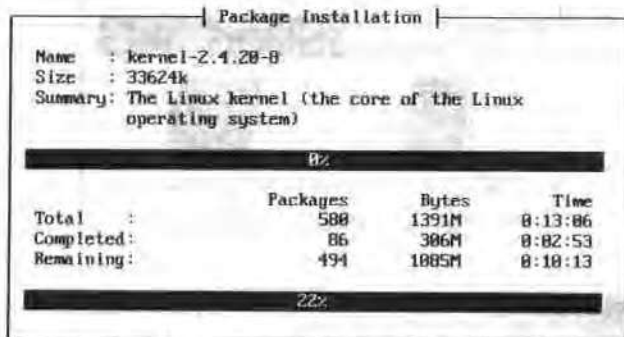 Package Installation
Name : kernel-2.4.20-8
Size : 33624k
Summary: The Linux kernel (the core of the Linux
operating system)
0%
Packages Bytes Time
Total : 580 1391M 0:13:06
Completed: 86 306M 0:02:53
Remaining: 494 1085M 0:10:13
22%